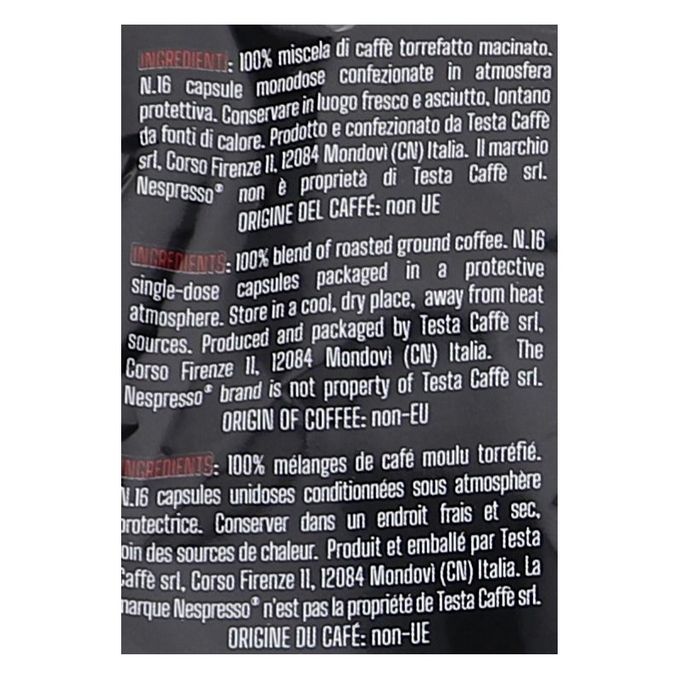 INGREDIENTI: 100% miscela di caffè torrefatto macinato.
N.16 capsule monodose confezionate in atmosfera
protettiva. Conservare in luogo fresco e asciutto, lontano
da fonti di calore. Prodotto e confezionato da Testa Caffè
srl, Corso Firenze 11, 12084 Mondovì (CN) Italia. Il marchio
Nespresso® non è proprietà di Testa Caffè srl.
ORIGINE DEL CAFFÈ: non UE
INGREDIENTS: 100% blend of roasted ground coffee. N.16
single-dose capsules packaged in a protective
atmosphere. Store in a cool, dry place, away from heat
sources. Produced and packaged by Testa Caffè srl,
Corso Firenze 11, 12084 Mondovì (CN) Italia. The
Nespresso® brand is not property of Testa Caffè srl.
ORIGIN OF COFFEE: non-EU
INGREDIENTS: 100% mélanges de café moulu torréfié.
N.16 capsules unidoses conditionnées sous atmosphère
protectrice. Conserver dans un endroit frais et sec,
oin des sources de chaleur. Produit et emballé par Testa
Caffè srl, Corso Firenze 11, 12084 Mondovì (CN) Italia. La
marque Nespresso® n'est pas la propriété de Testa Caffè srl.
ORIGINE DU CAFÉ: non-UE